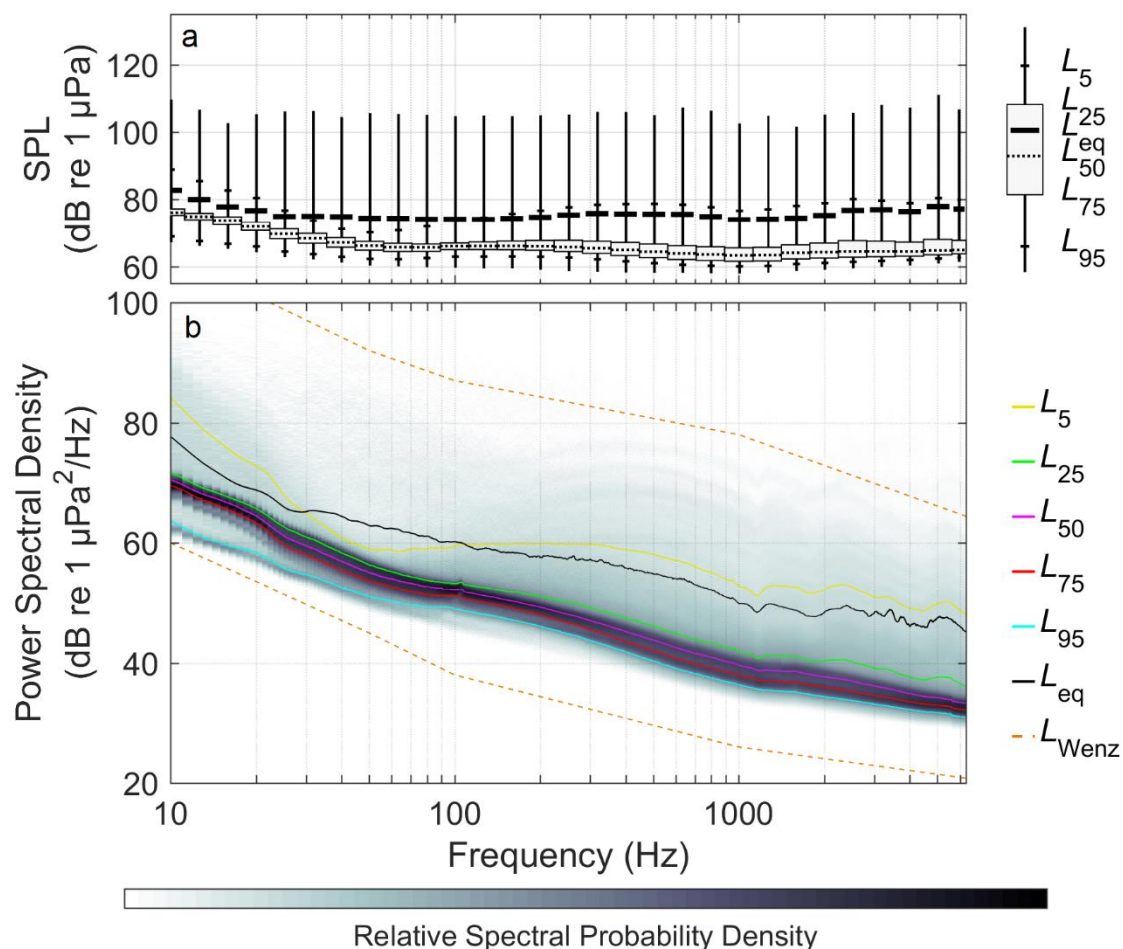 a
SPL
(dB re 1 µPa)
120
100
80
60
L5
L25
Leq
L50
L75
L95
b
Power Spectral Density
(dB re 1 µPa2/Hz)
100
80
60
40
20
10
100
1000
Frequency (Hz)
L5
L25
L50
L75
L95
Leq
LWenz
Relative Spectral Probability Density